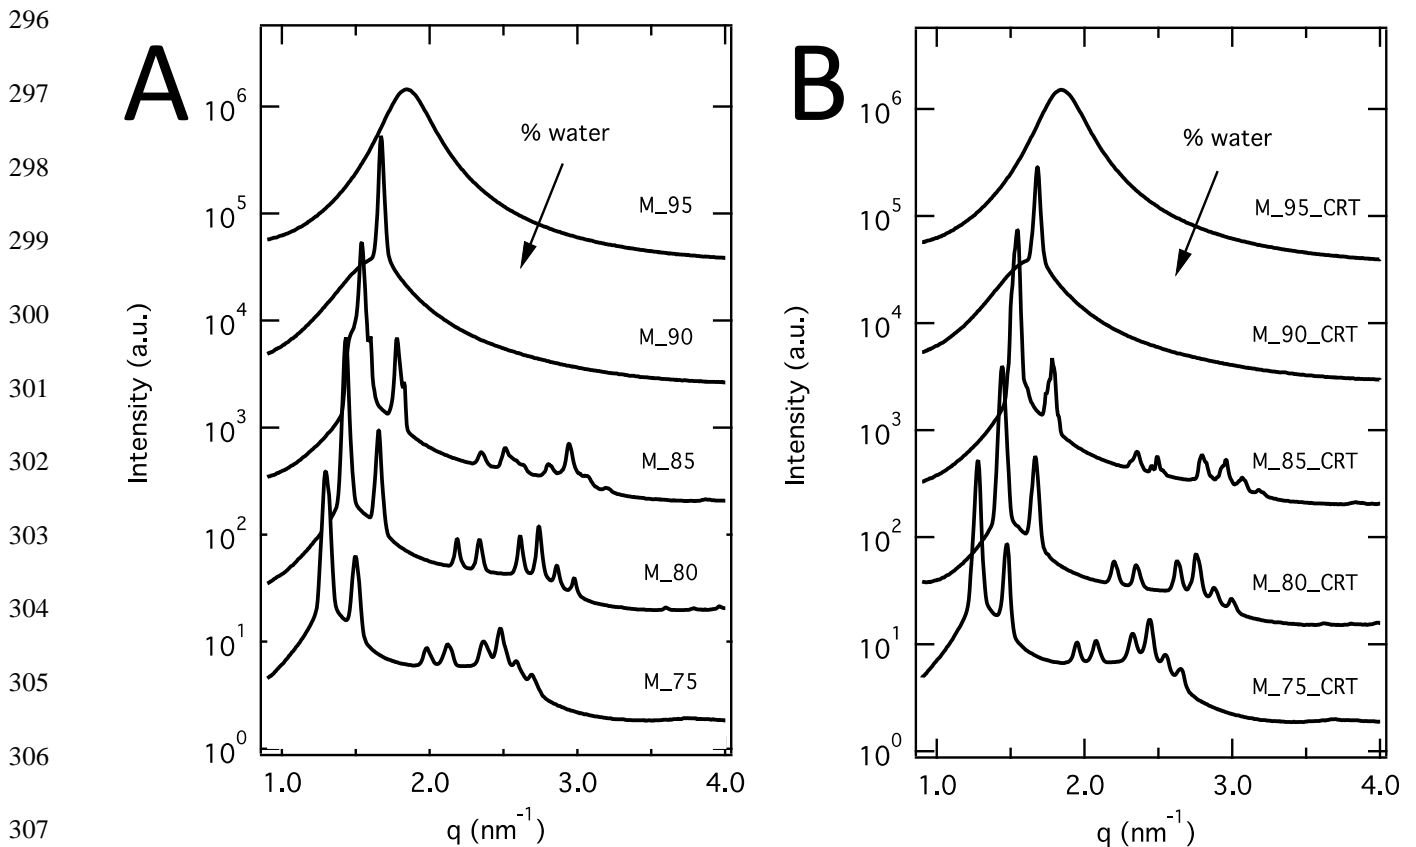 296
297
298
299
300
301
302
303
304
305
306
307
A
Intensity (a.u.)
10^6
10^5
10^4
10^3
10^2
10^1
10^0
% water
M_95
M_90
M_85
M_80
M_75
1.0 2.0 3.0 4.0
q (nm^-1)
B
Intensity (a.u.)
10^6
10^5
10^4
10^3
10^2
10^1
10^0
% water
M_95_CRT
M_90_CRT
M_85_CRT
M_80_CRT
M_75_CRT
1.0 2.0 3.0 4.0
q (nm^-1)